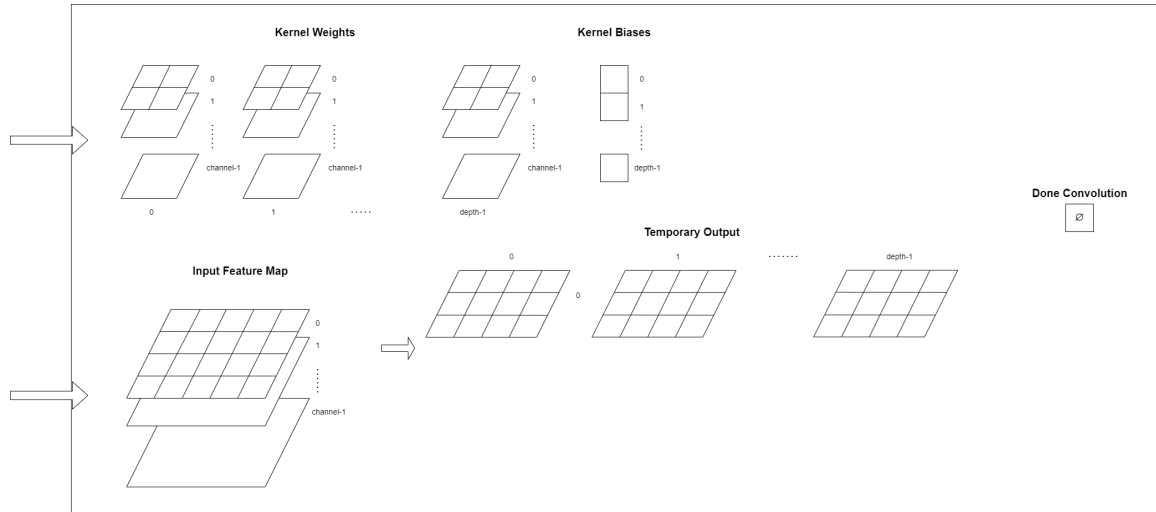 Kernel Weights
Kernel Biases
0
0
0
0
1
1
1
1
. . . . . .
. . . . . .
. . . . . .
. . . . . .
channel-1
channel-1
channel-1
depth-1
0
1
. . . . .
depth-1
Done Convolution
∅
Temporary Output
0
1
. . . . . . .
depth-1
Input Feature Map
0
0
1
. . . . . .
channel-1